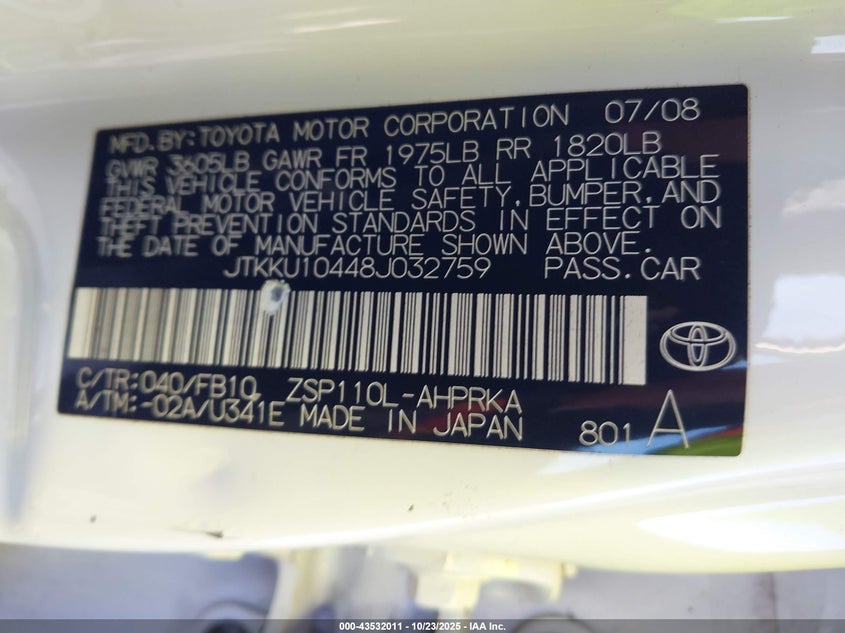 MFD.BY:TOYOTA MOTOR CORPORATION 07/08
GVWR 3605LB GAWR FR 1975LB RR 1820LB
THIS VEHICLE CONFORMS TO ALL APPLICABLE
FEDERAL MOTOR VEHICLE SAFETY,BUMPER,AND
THEFT PREVENTION STANDARDS IN EFFECT ON
THE DATE OF MANUFACTURE SHOWN ABOVE.
JTKKU10448J032759 PASS.CAR
C/TR:040/FB10 ZSP110L-AHPRKA
A/TM:-02A/U341E MADE IN JAPAN 801 A
000-43532011 | 10/23/2025 | IAA Inc.